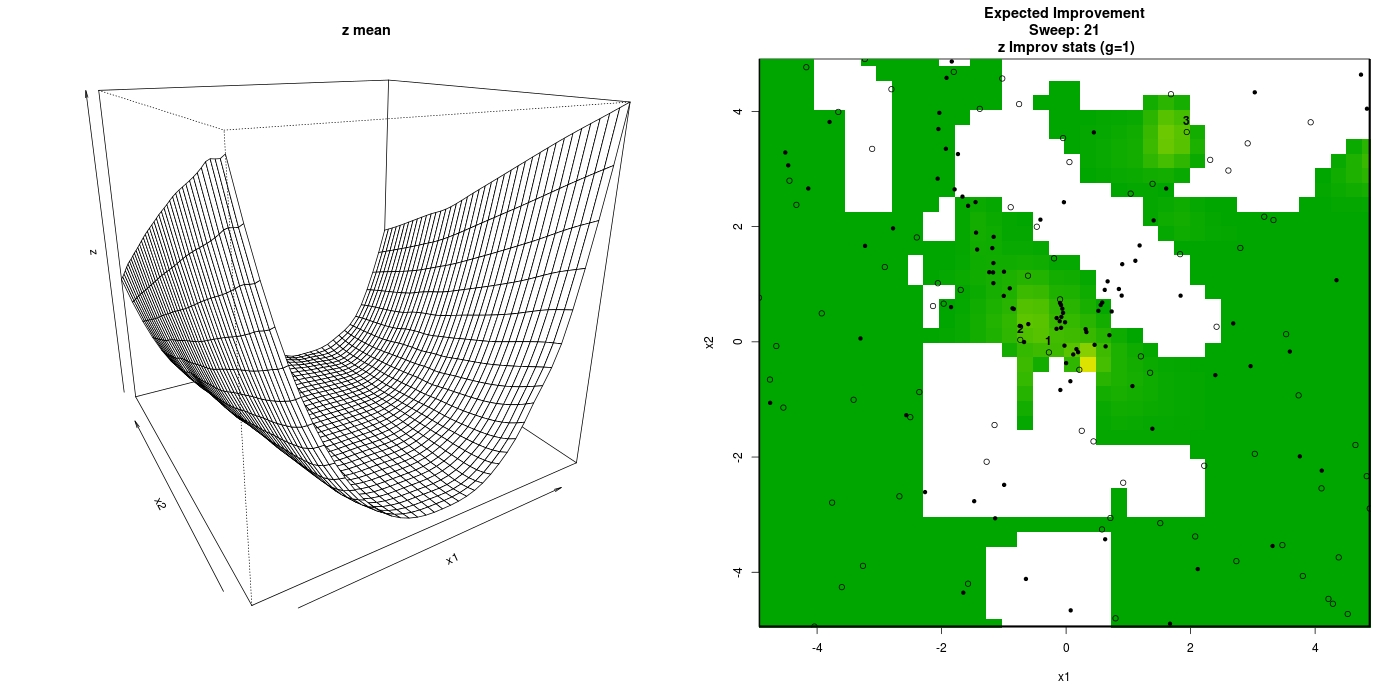 z mean
z
x2
x1
Expected Improvement
Sweep: 21
z Improv stats (g=1)
4
2
0
-2
-4
x2
3
2
1
-4
-2
0
2
4
x1